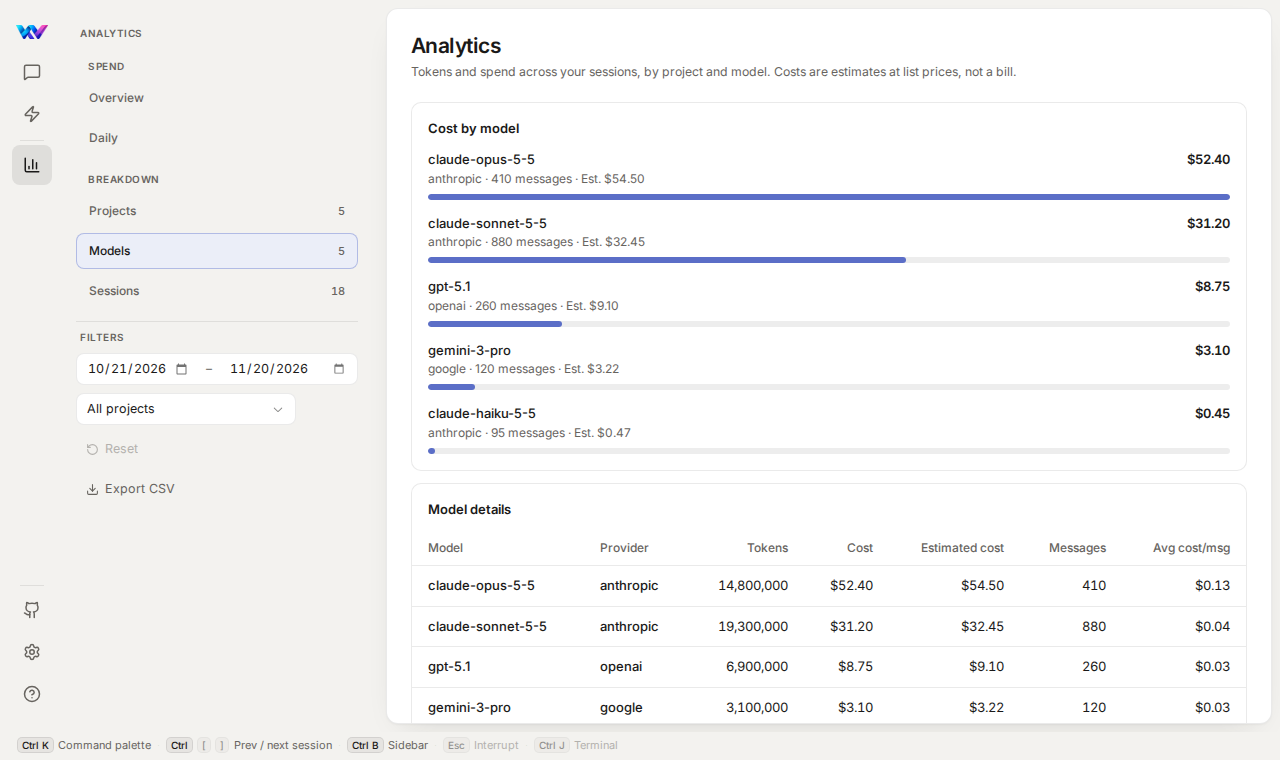 ANALYTICS
SPEND
Overview
Daily
BREAKDOWN
Projects 5
Models 5
Sessions 18
FILTERS
10/21/2026 – 11/20/2026
All projects
Reset
Export CSV
Analytics
Tokens and spend across your sessions, by project and model. Costs are estimates at list prices, not a bill.
Cost by model
claude-opus-5-5 $52.40
anthropic · 410 messages · Est. $54.50
claude-sonnet-5-5 $31.20
anthropic · 880 messages · Est. $32.45
gpt-5.1 $8.75
openai · 260 messages · Est. $9.10
gemini-3-pro $3.10
google · 120 messages · Est. $3.22
claude-haiku-5-5 $0.45
anthropic · 95 messages · Est. $0.47
Model details
Model Provider Tokens Cost Estimated cost Messages Avg cost/msg
claude-opus-5-5 anthropic 14,800,000 $52.40 $54.50 410 $0.13
claude-sonnet-5-5 anthropic 19,300,000 $31.20 $32.45 880 $0.04
gpt-5.1 openai 6,900,000 $8.75 $9.10 260 $0.03
gemini-3-pro google 3,100,000 $3.10 $3.22 120 $0.03
Ctrl K Command palette Ctrl [ ] Prev / next session Ctrl B Sidebar Esc Interrupt Ctrl J Terminal